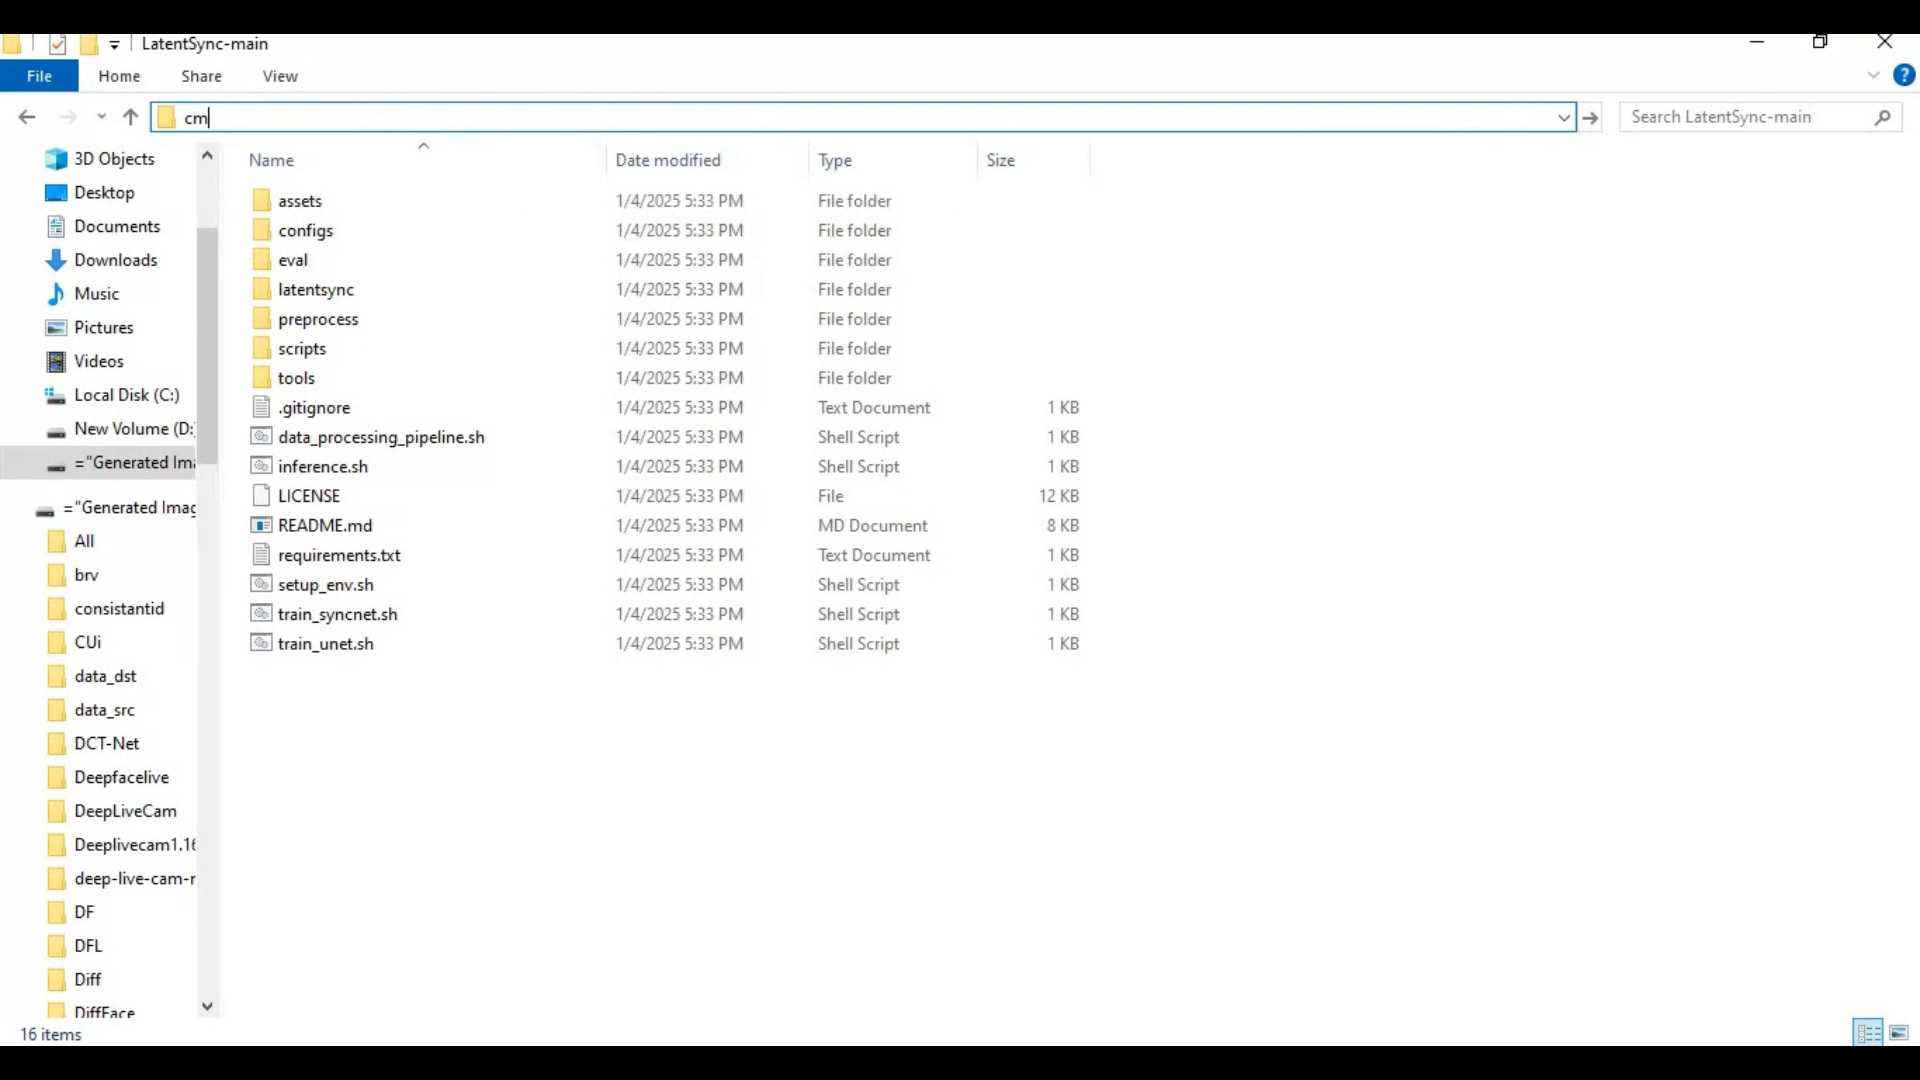 LatentSync-main
File Home Share View
?
cm
Search LatentSync-main
Name Date modified Type Size
3D Objects
Desktop
Documents
Downloads
Music
Pictures
Videos
Local Disk (C:)
New Volume (D:
="Generated Ima
="Generated Imag
All
brv
consistantid
CUi
data_dst
data_src
DCT-Net
Deepfacelive
DeepLiveCam
Deeplivecam1.16
deep-live-cam-r
DF
DFL
Diff
DiffFace
assets 1/4/2025 5:33 PM File folder
configs 1/4/2025 5:33 PM File folder
eval 1/4/2025 5:33 PM File folder
latentsync 1/4/2025 5:33 PM File folder
preprocess 1/4/2025 5:33 PM File folder
scripts 1/4/2025 5:33 PM File folder
tools 1/4/2025 5:33 PM File folder
.gitignore 1/4/2025 5:33 PM Text Document 1 KB
data_processing_pipeline.sh 1/4/2025 5:33 PM Shell Script 1 KB
inference.sh 1/4/2025 5:33 PM Shell Script 1 KB
LICENSE 1/4/2025 5:33 PM File 12 KB
README.md 1/4/2025 5:33 PM MD Document 8 KB
requirements.txt 1/4/2025 5:33 PM Text Document 1 KB
setup_env.sh 1/4/2025 5:33 PM Shell Script 1 KB
train_syncnet.sh 1/4/2025 5:33 PM Shell Script 1 KB
train_unet.sh 1/4/2025 5:33 PM Shell Script 1 KB
16 items